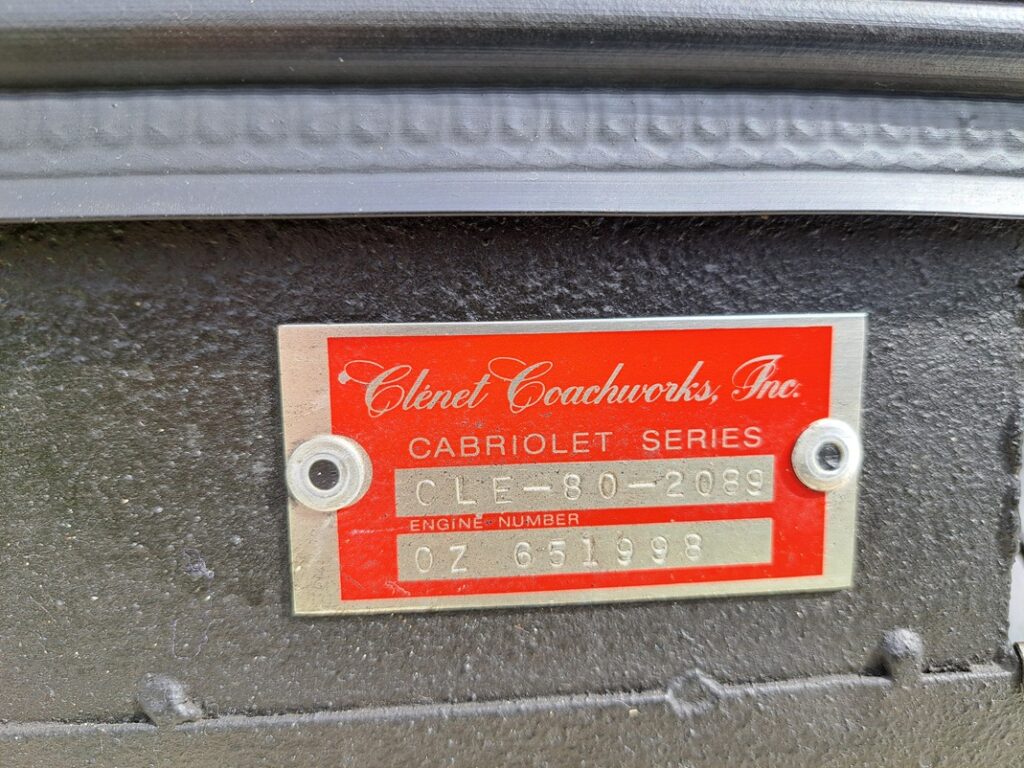 Clénet Coachworks, Inc.
CABRIOLET SERIES
CLE-80-2089
ENGINE NUMBER
0Z 651998